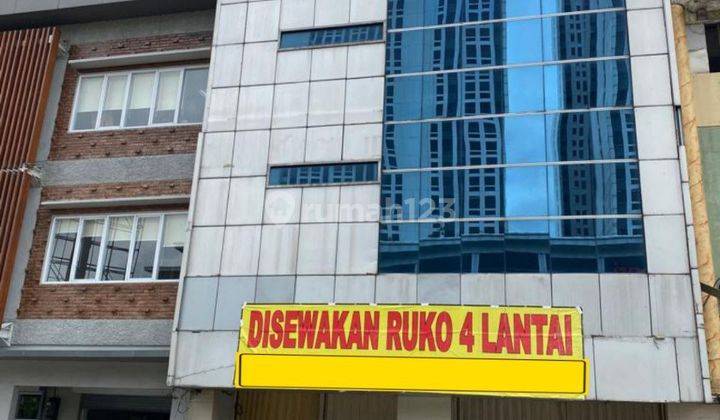 rumah123
DISEWAKAN RUKO 4 LANTAI